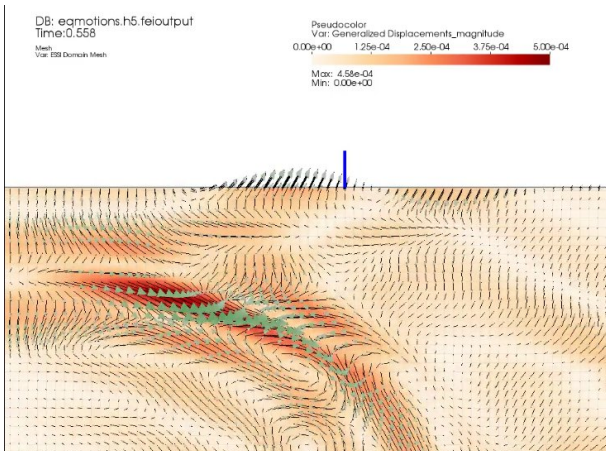 DB: eqmotions.h5.feioutput
Time:0.558
Mesh
Var: ESSI Domain Mesh
Pseudocolor
Var: Generalized Displacements_magnitude
0.00e+00 1.25e-04 2.50e-04 3.75e-04 5.00e-04
Max: 4.58e-04
Min: 0.00e+00